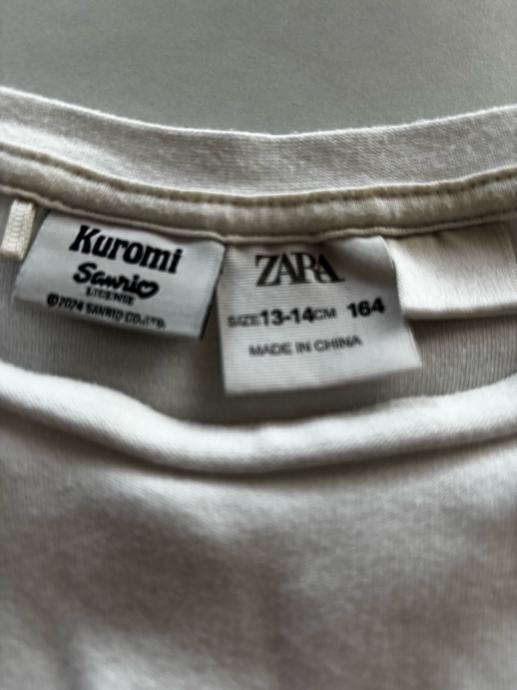 Kuromi
Sanrio
LICENSE
©2024 SANRIO CO.,LTD.
ZARA
SIZE 13-14 CM 164
MADE IN CHINA